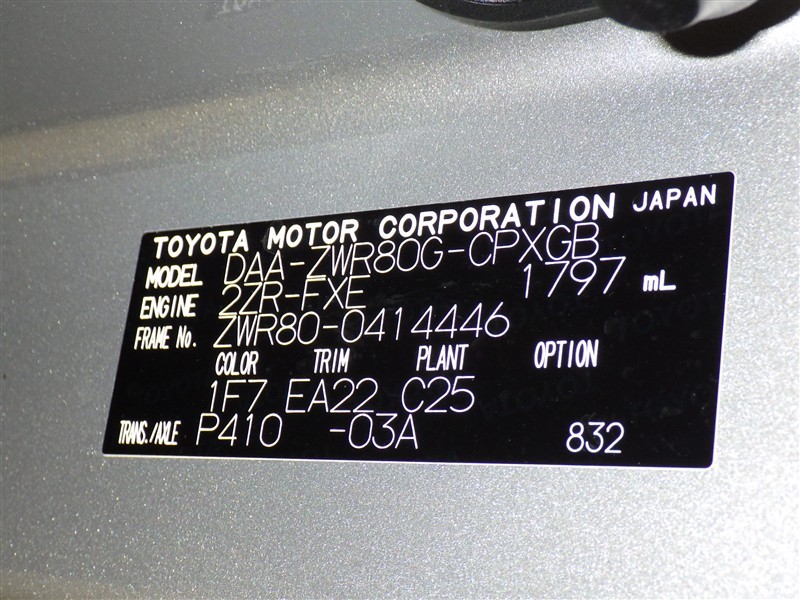 TOYOTA MOTOR CORPORATION JAPAN
MODEL DAA-ZWR80G-CPXGB
ENGINE 2ZR-FXE 1797 mL
FRAME No. ZWR80-0414446
COLOR TRIM PLANT OPTION
1F7 EA22 C25
TRANS./AXLE P410 -03A 832